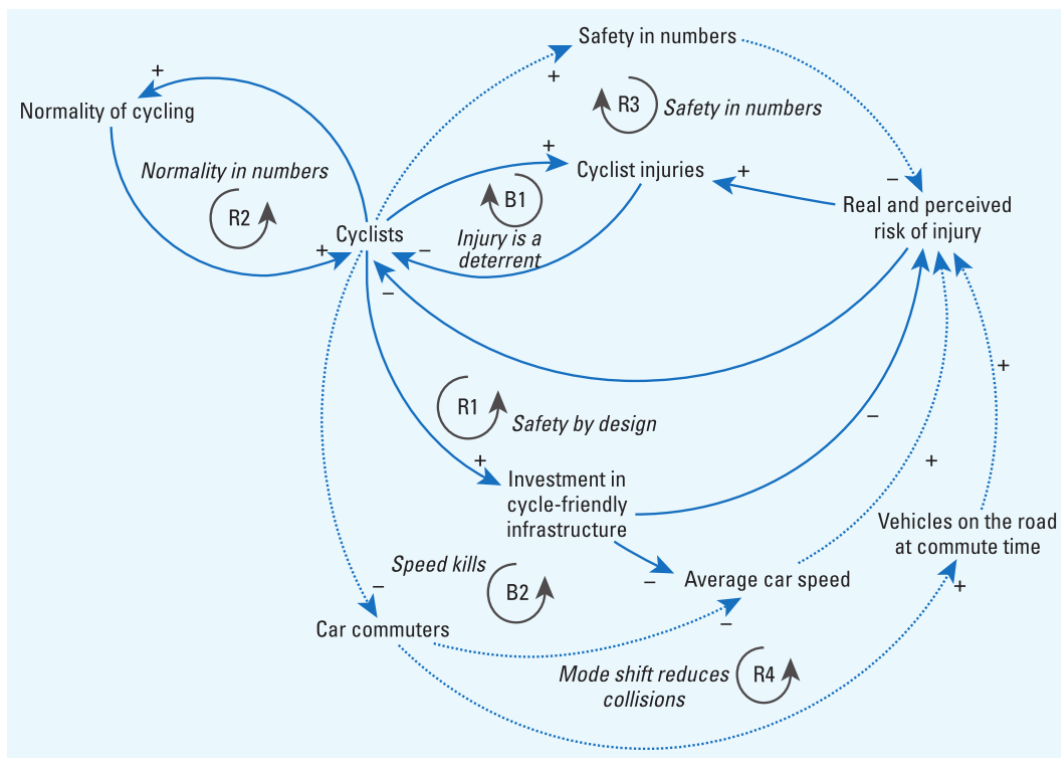 Safety in numbers
+
+
R3
Safety in numbers
Normality of cycling
Normality in numbers
R2
+
Cyclist injuries
+
B1
–
Real and perceived
risk of injury
Cyclists
+
–
Injury is a
deterrent
–
R1
Safety by design
–
+
+
+
Investment in
cycle-friendly
infrastructure
Vehicles on the road
at commute time
Speed kills
B2
–
Average car speed
–
+
Car commuters
–
Mode shift reduces
collisions
R4